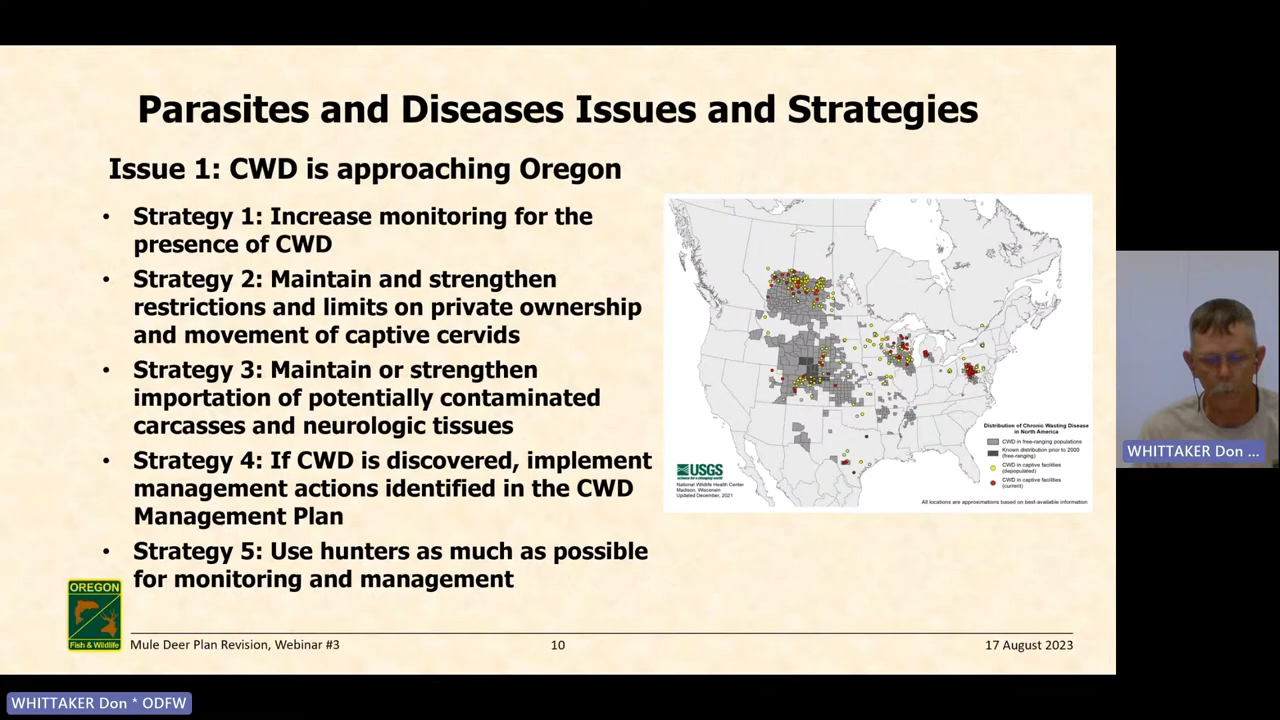 Parasites and Diseases Issues and Strategies
Issue 1: CWD is approaching Oregon
• Strategy 1: Increase monitoring for the
presence of CWD
• Strategy 2: Maintain and strengthen
restrictions and limits on private ownership
and movement of captive cervids
• Strategy 3: Maintain or strengthen
importation of potentially contaminated
carcasses and neurologic tissues
• Strategy 4: If CWD is discovered, implement
management actions identified in the CWD
Management Plan
• Strategy 5: Use hunters as much as possible
for monitoring and management
Distribution of Chronic Wasting Disease
in North America
CWD in free-ranging populations
Known distribution prior to 2000
(free-ranging)
CWD in captive facilities
(depopulated)
CWD in captive facilities
(current)
USGS
science for a changing world
National Wildlife Health Center
Madison, Wisconsin
Updated December, 2021
All locations are approximations based on best-available information
OREGON
Fish & Wildlife
Mule Deer Plan Revision, Webinar #3
10
17 August 2023
WHITTAKER Don ...
WHITTAKER Don * ODFW